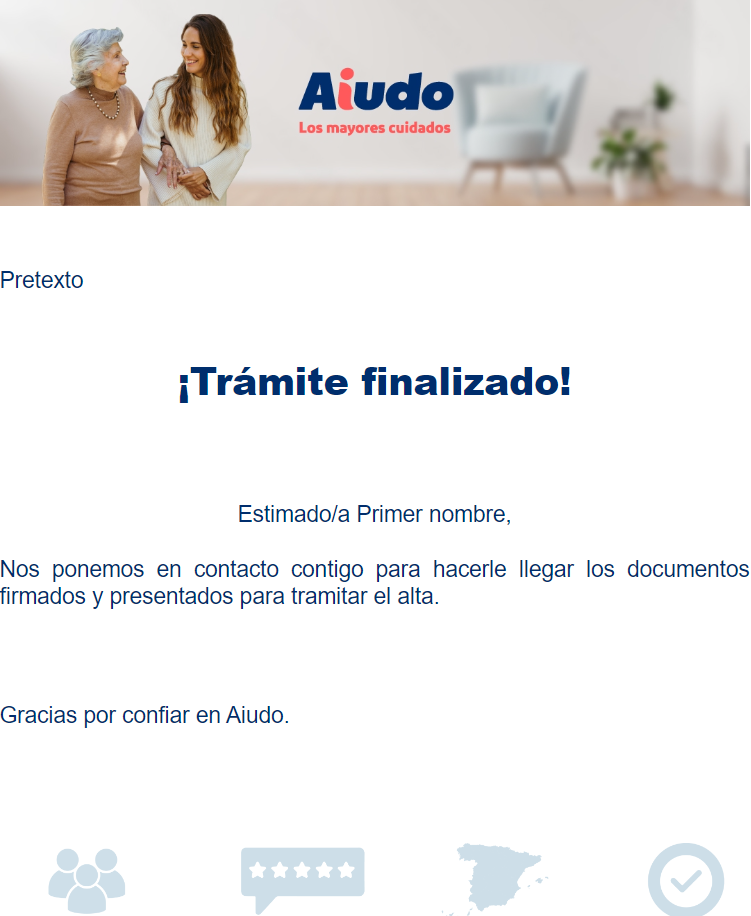 Aiudo
Los mayores cuidados
Pretexto
¡Trámite finalizado!
Estimado/a Primer nombre,
Nos ponemos en contacto contigo para hacerle llegar los documentos
firmados y presentados para tramitar el alta.
Gracias por confiar en Aiudo.